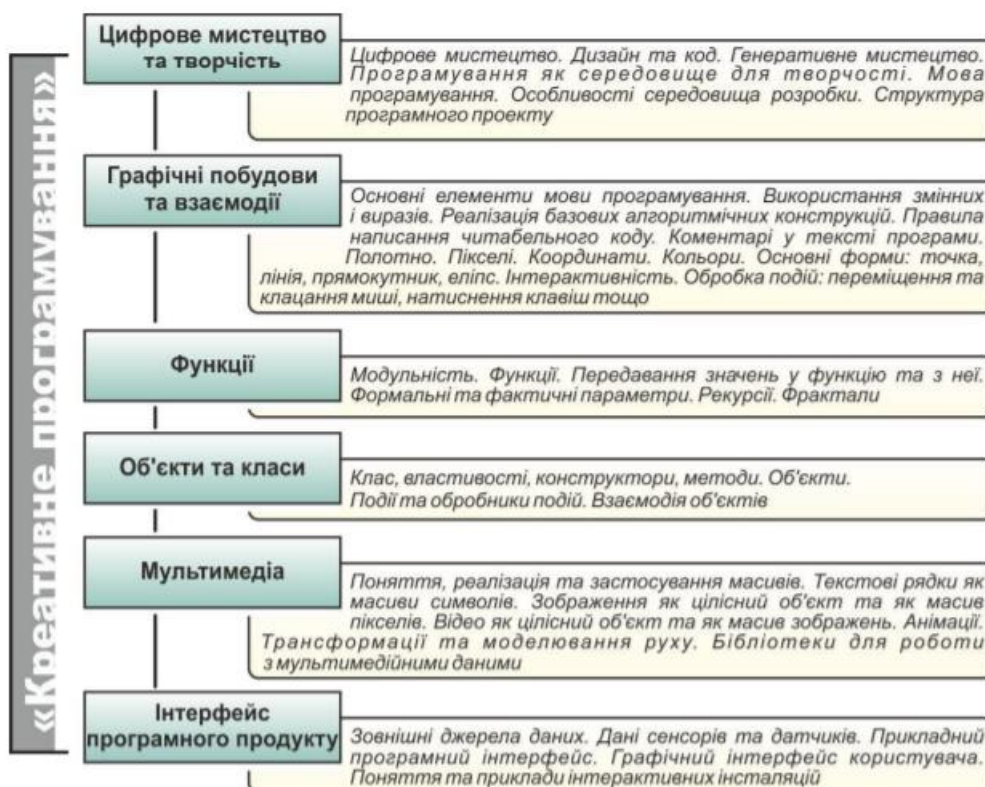 «Креативне програмування»
Цифрове мистецтво
та творчість
Цифрове мистецтво. Дизайн та код. Генеративне мистецтво.
Програмування як середовище для творчості. Мова
програмування. Особливості середовища розробки. Структура
програмного проекту
Графічні побудови
та взаємодії
Основні елементи мови програмування. Використання змінних
і виразів. Реалізація базових алгоритмічних конструкцій. Правила
написання читабельного коду. Коментарі у тексті програми.
Полотно. Пікселі. Координати. Кольори. Основні форми: точка,
лінія, прямокутник, еліпс. Інтерактивність. Обробка подій: переміщення та
клацання миші, натиснення клавіш тощо
Функції
Модульність. Функції. Передавання значень у функцію та з неї.
Формальні та фактичні параметри. Рекурсії. Фрактали
Об'єкти та класи
Клас, властивості, конструктори, методи. Об'єкти.
Події та обробники подій. Взаємодія об'єктів
Мультимедіа
Поняття, реалізація та застосування масивів. Текстові рядки як
масиви символів. Зображення як цілісний об'єкт та як масив
пікселів. Відео як цілісний об'єкт та як масив зображень. Анімації.
Трансформації та моделювання руху. Бібліотеки для роботи
з мультимедійними даними
Інтерфейс
програмного продукту
Зовнішні джерела даних. Дані сенсорів та датчиків. Прикладний
програмний інтерфейс. Графічний інтерфейс користувача.
Поняття та приклади інтерактивних інсталяцій